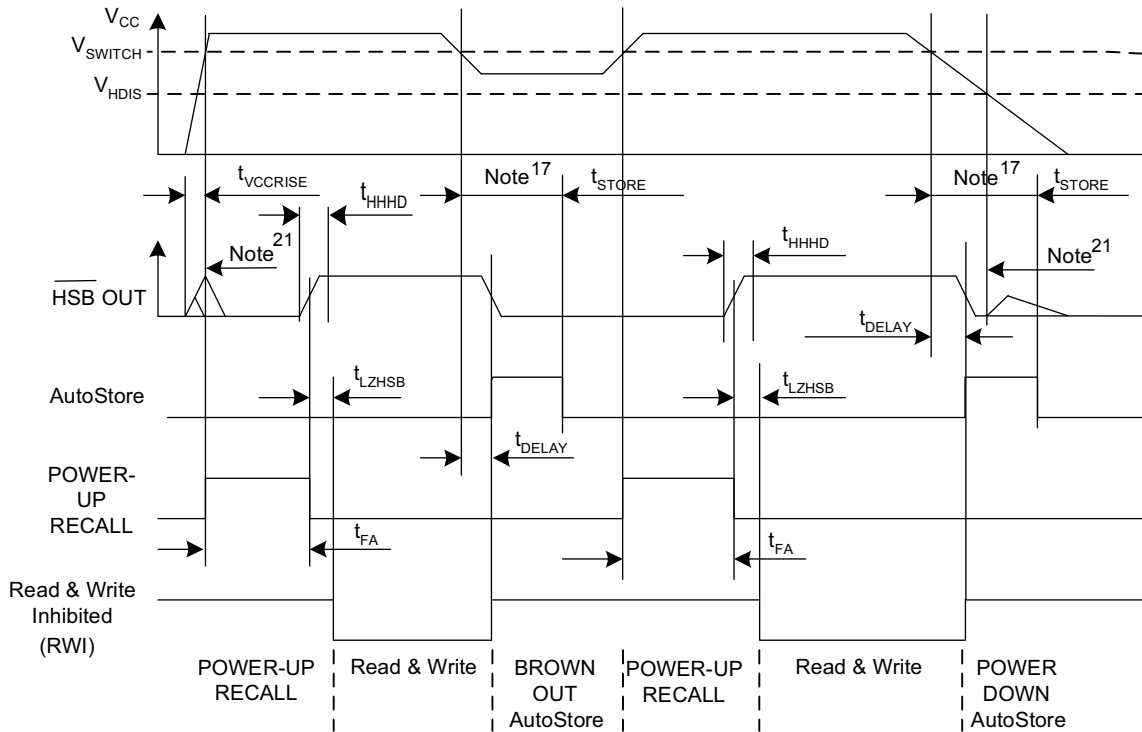 VCC
VSWITCH
VHDIS
tVCCRISE
Note17
tSTORE
Note17
tSTORE
tHHHD
tHHHD
Note21
Note21
HSB OUT
tDELAY
tLZHSB
tLZHSB
AutoStore
tDELAY
POWER-
UP
RECALL
tFA
tFA
Read & Write
Inhibited
(RWI)
POWER-UP
RECALL
Read & Write
BROWN
OUT
AutoStore
POWER-UP
RECALL
Read & Write
POWER
DOWN
AutoStore